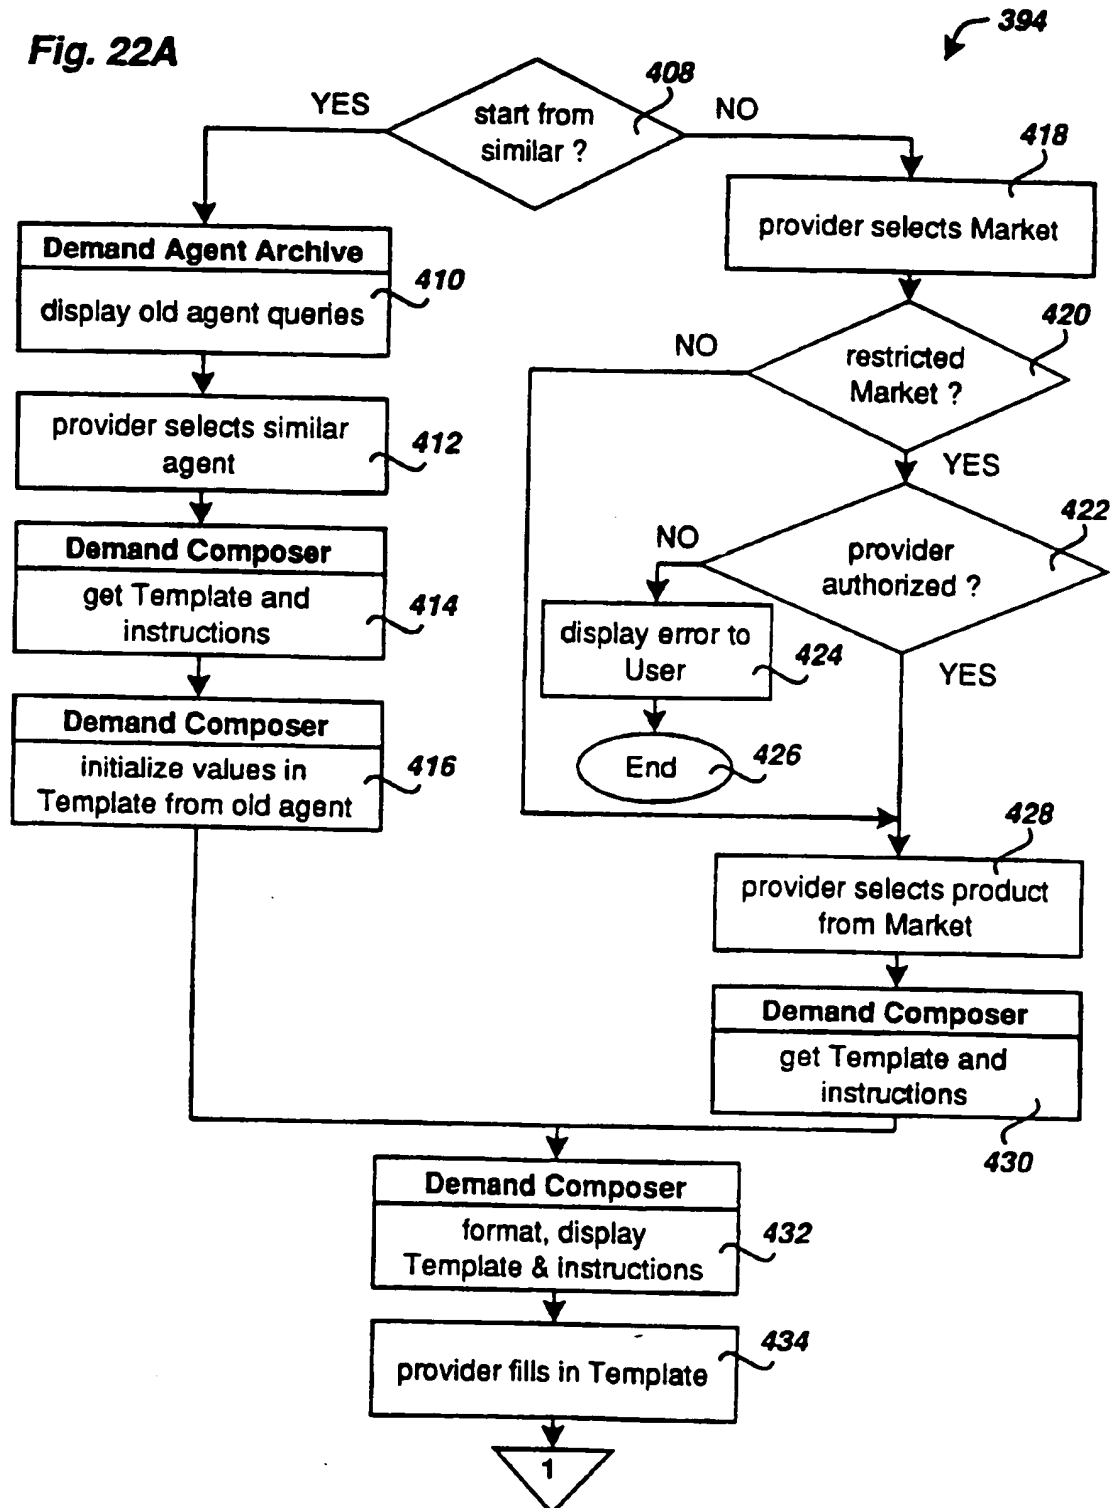 Fig. 22A
394
408
start from
similar ?
YES
NO
418
provider selects Market
Demand Agent Archive
410
display old agent queries
420
restricted
Market ?
NO
YES
provider selects similar
agent
412
422
provider
authorized ?
NO
YES
Demand Composer
get Template and
instructions
414
display error to
User
424
Demand Composer
initialize values in
Template from old agent
416
End
426
428
provider selects product
from Market
Demand Composer
get Template and
instructions
430
Demand Composer
format, display
Template & instructions
432
provider fills in Template
434
1